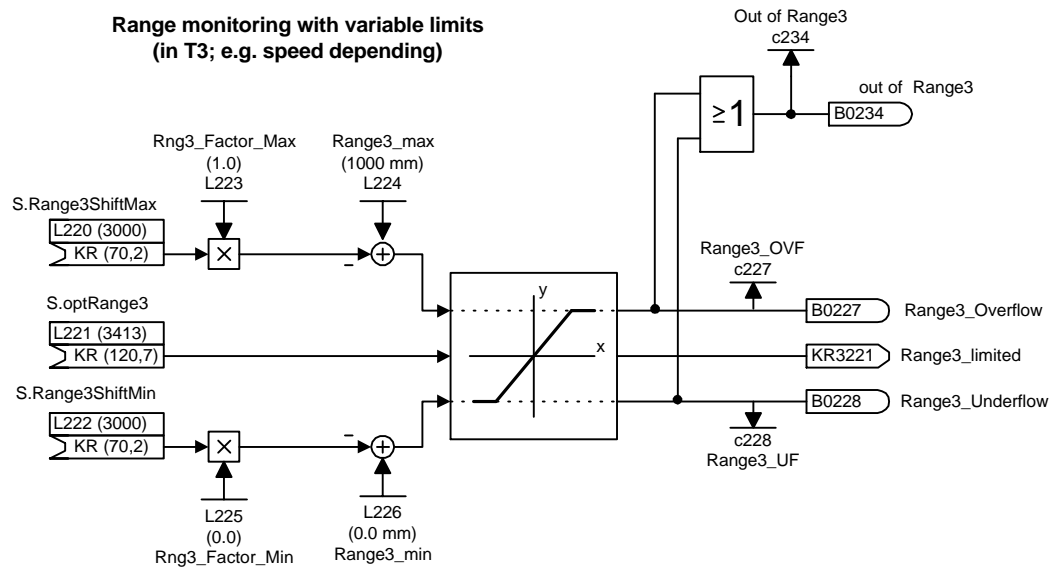 Range monitoring with variable limits
(in T3; e.g. speed depending)
Out of Range3
c234
≥1
out of Range3
B0234
Rng3_Factor_Max
(1.0)
L223
Range3_max
(1000 mm)
L224
S.Range3ShiftMax
L220 (3000)
KR (70,2)
×
–
+
Range3_OVF
c227
S.optRange3
L221 (3413)
KR (120,7)
y
x
B0227
Range3_Overflow
KR3221
Range3_limited
B0228
Range3_Underflow
S.Range3ShiftMin
L222 (3000)
KR (70,2)
×
–
+
c228
Range3_UF
L225
(0.0)
Rng3_Factor_Min
L226
(0.0 mm)
Range3_min